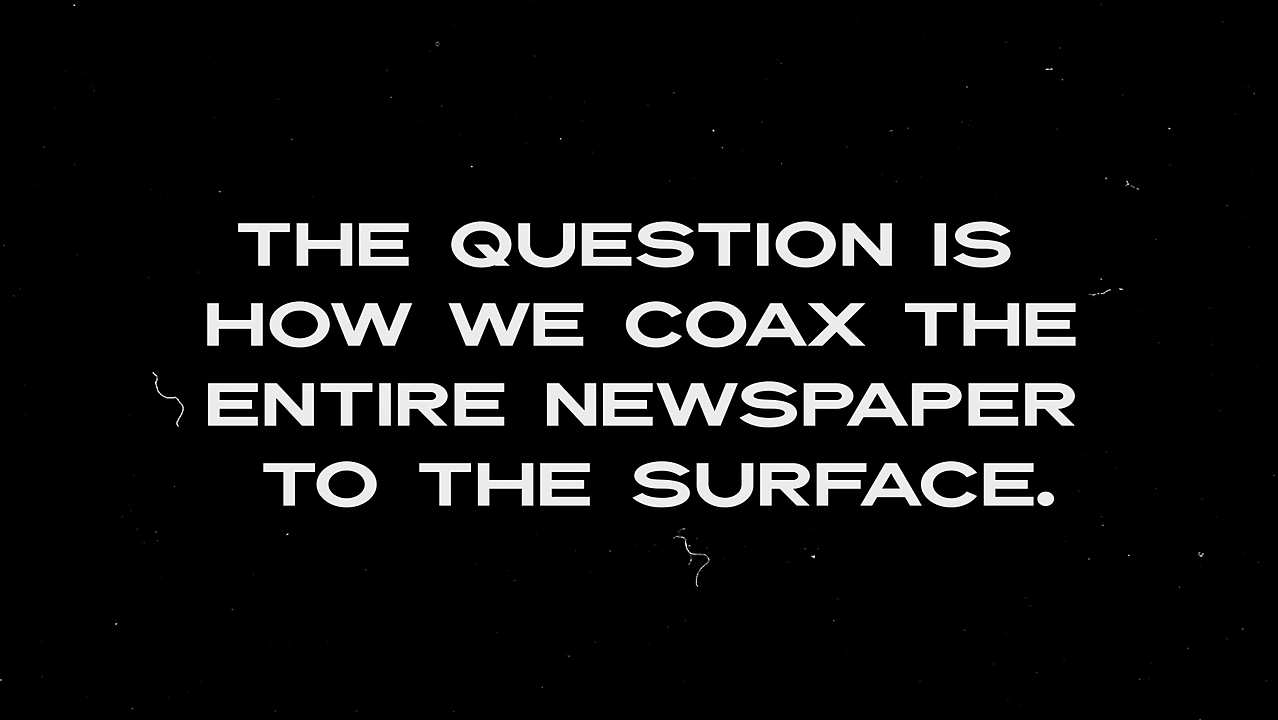 THE QUESTION IS
HOW WE COAX THE
ENTIRE NEWSPAPER
TO THE SURFACE.